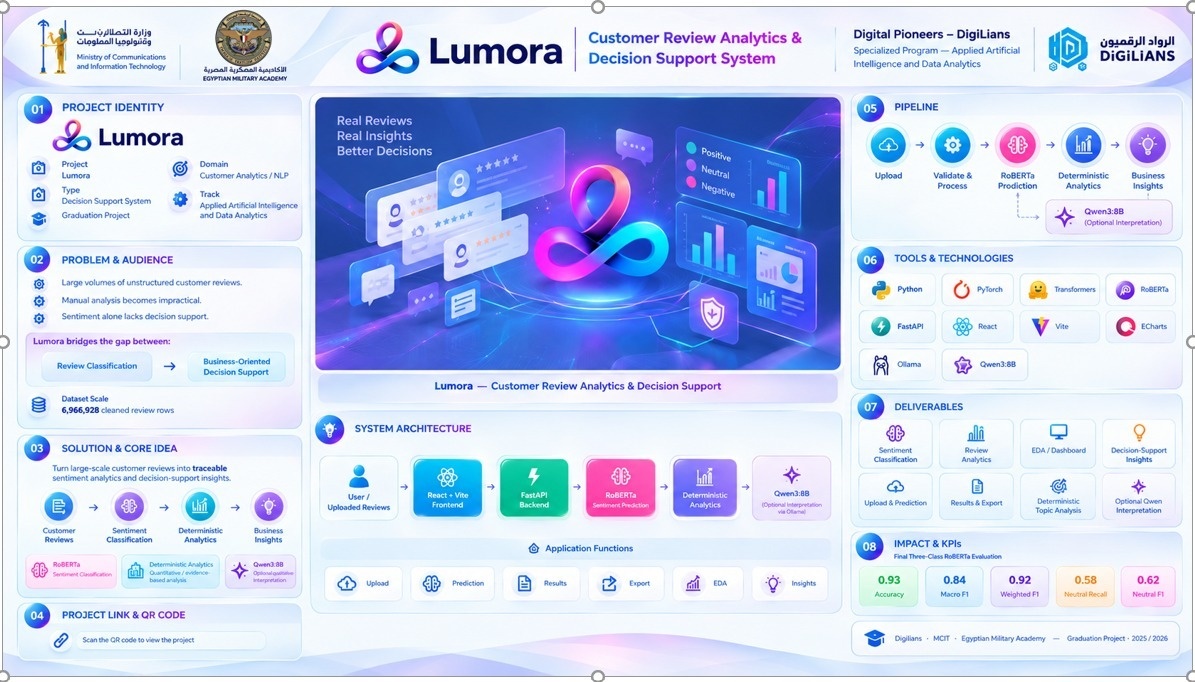 وزارة الاتصالات
وتكنولوجيا المعلومات
Ministry of Communications
and Information Technology
EGYPTIAN MILITARY ACADEMY
Lumora
Customer Review Analytics &
Decision Support System
Digital Pioneers – DigiLians
Specialized Program — Applied Artificial
Intelligence and Data Analytics
الرواد الرقميون
DiGiLiANS
01
PROJECT IDENTITY
Lumora
Project
Lumora
Domain
Customer Analytics / NLP
Type
Decision Support System
Track
Applied Artificial Intelligence
and Data Analytics
Graduation Project
02
PROBLEM & AUDIENCE
Large volumes of unstructured customer reviews.
Manual analysis becomes impractical.
Sentiment alone lacks decision support.
Lumora bridges the gap between:
Review Classification
Business-Oriented
Decision Support
Dataset Scale
6,966,928 cleaned review rows
03
SOLUTION & CORE IDEA
Turn large-scale customer reviews into traceable
sentiment analytics and decision-support insights.
Customer
Reviews
Sentiment
Classification
Deterministic
Analytics
Business
Insights
RoBERTa
Sentiment Classification
Deterministic Analytics
Quantitative / evidence-
based analysis
Qwen3:8B
Optional qualitative
Interpretation
04
PROJECT LINK & QR CODE
Scan the QR code to view the project
Real Reviews
Real Insights
Better Decisions
Positive
Neutral
Negative
Lumora — Customer Review Analytics & Decision Support
SYSTEM ARCHITECTURE
User /
Uploaded Reviews
React + Vite
Frontend
FastAPI
Backend
RoBERTa
Sentiment Prediction
Deterministic
Analytics
Qwen3:8B
(Optional Interpretation
via Ollama)
Application Functions
Upload
Prediction
Results
Export
EDA
Insights
05
PIPELINE
Upload
Validate &
Process
RoBERTa
Prediction
Deterministic
Analytics
Business
Insights
Qwen3:8B
(Optional Interpretation)
06
TOOLS & TECHNOLOGIES
Python
PyTorch
Transformers
RoBERTa
FastAPI
React
Vite
ECharts
Ollama
Qwen3:8B
07
DELIVERABLES
Sentiment
Classification
Review
Analytics
EDA / Dashboard
Decision-Support
Insights
Upload & Prediction
Results & Export
Deterministic
Topic Analysis
Optional Qwen
Interpretation
08
IMPACT & KPIs
Final Three-Class RoBERTa Evaluation
0.93
Accuracy
0.84
Macro F1
0.92
Weighted F1
0.58
Neutral Recall
0.62
Neutral F1
Digilians · MCIT · Egyptian Military Academy — Graduation Project · 2025 / 2026